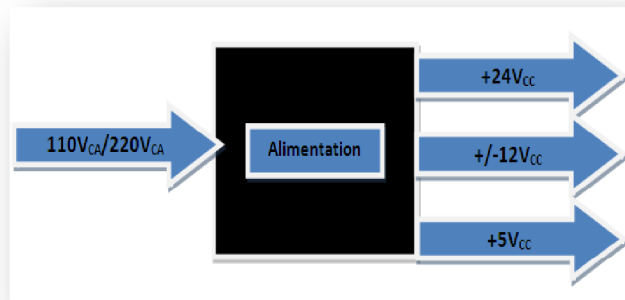 110VCA/220VCA
Alimentation
+24VCC
+/-12VCC
+5VCC